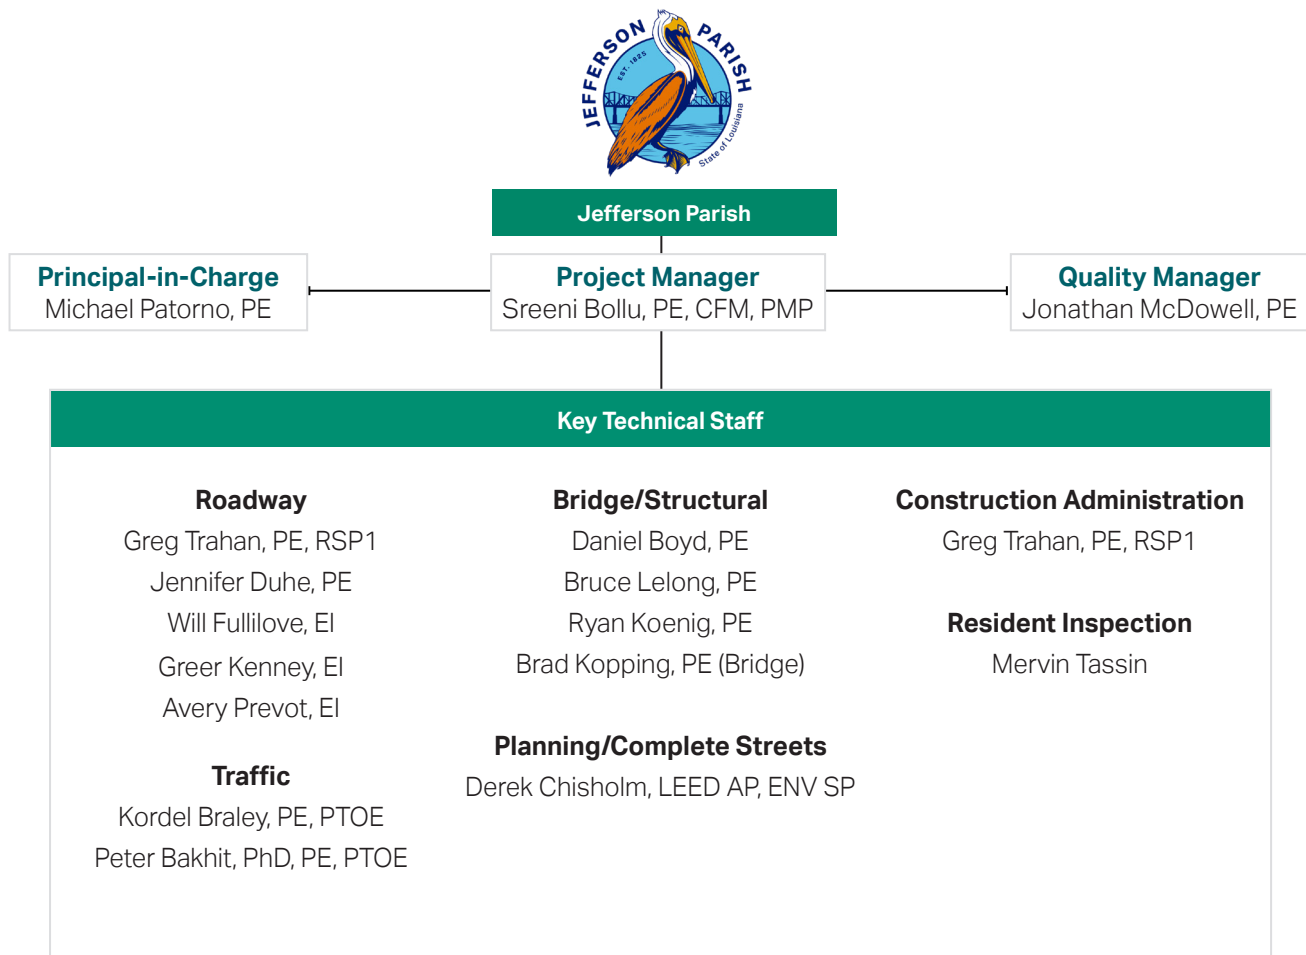 JEFFERSON PARISH
EST. 1825
State of Louisiana
Jefferson Parish
Principal-in-Charge
Michael Patorno, PE
Project Manager
Sreeni Bollu, PE, CFM, PMP
Quality Manager
Jonathan McDowell, PE
Key Technical Staff
Roadway
Greg Trahan, PE, RSP1
Jennifer Duhe, PE
Will Fullilove, EI
Greer Kenney, EI
Avery Prevot, EI
Traffic
Kordel Braley, PE, PTOE
Peter Bakhit, PhD, PE, PTOE
Bridge/Structural
Daniel Boyd, PE
Bruce Lelong, PE
Ryan Koenig, PE
Brad Kopping, PE (Bridge)
Planning/Complete Streets
Derek Chisholm, LEED AP, ENV SP
Construction Administration
Greg Trahan, PE, RSP1
Resident Inspection
Mervin Tassin